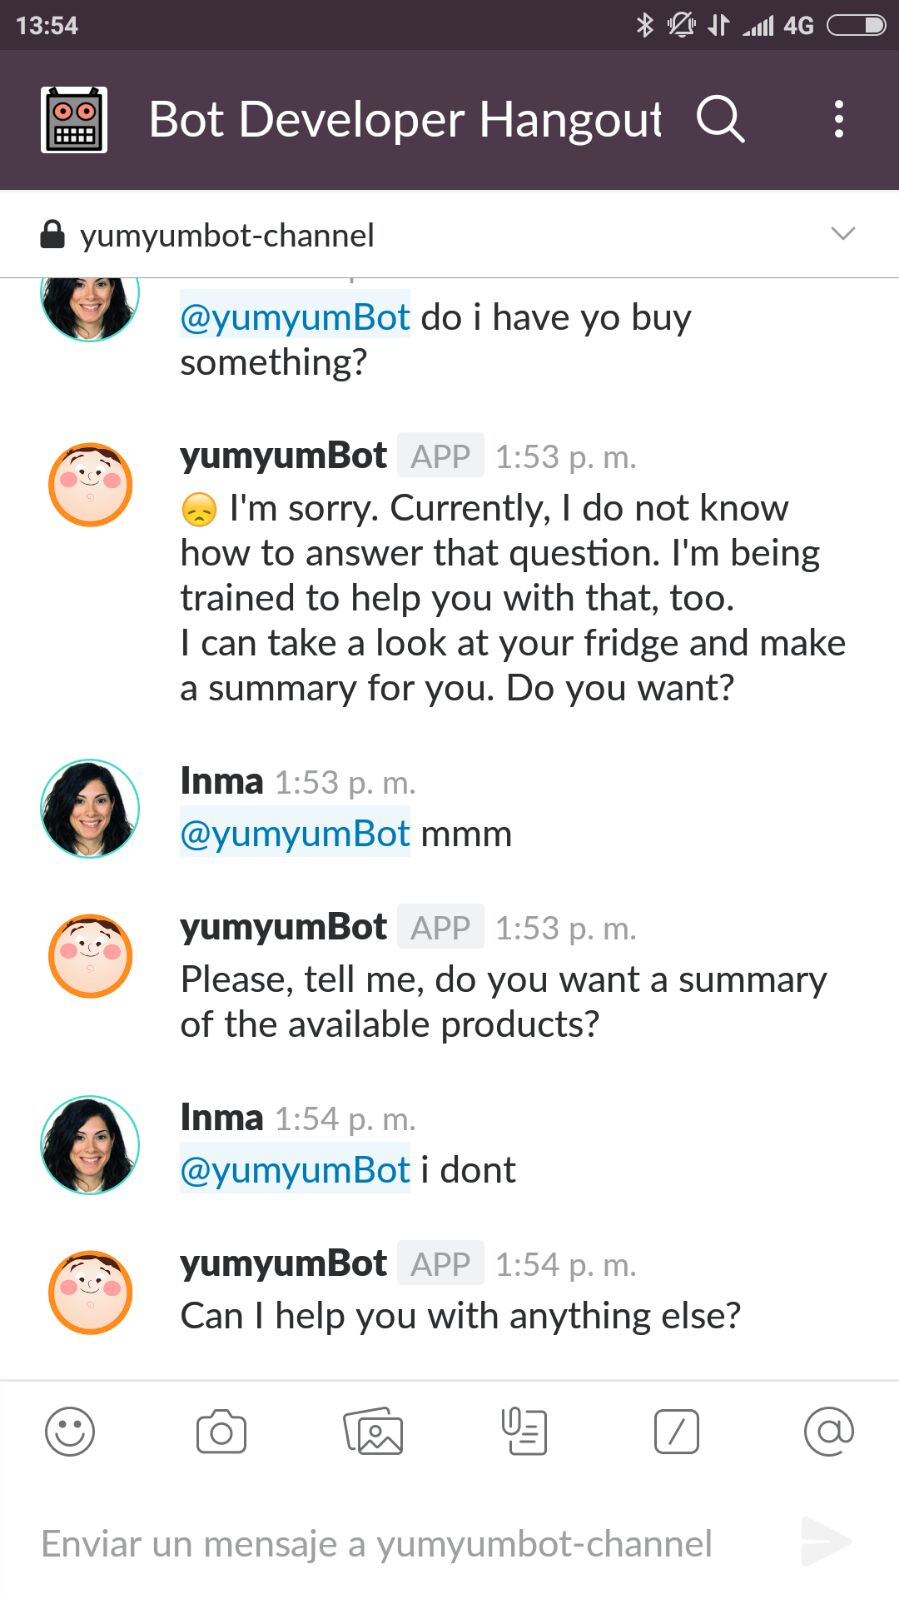 13:54
4G
Bot Developer Hangout
yumyumbot-channel
@yumyumBot do i have yo buy
something?
yumyumBot APP 1:53 p. m.
I'm sorry. Currently, I do not know
how to answer that question. I'm being
trained to help you with that, too.
I can take a look at your fridge and make
a summary for you. Do you want?
Inma 1:53 p. m.
@yumyumBot mmm
yumyumBot APP 1:53 p. m.
Please, tell me, do you want a summary
of the available products?
Inma 1:54 p. m.
@yumyumBot i dont
yumyumBot APP 1:54 p. m.
Can I help you with anything else?
Enviar un mensaje a yumyumbot-channel